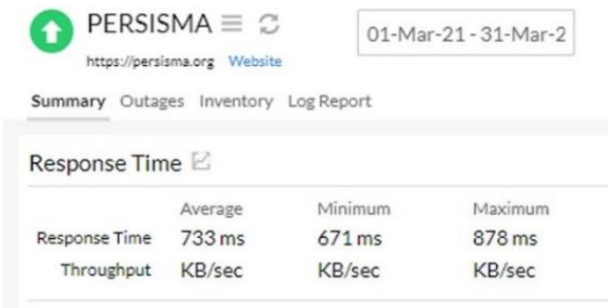 PERSISMA
01-Mar-21 - 31-Mar-2
https://persisma.org Website
Summary Outages Inventory Log Report
Response Time
Average Minimum Maximum
Response Time 733 ms 671 ms 878 ms
Throughput KB/sec KB/sec KB/sec